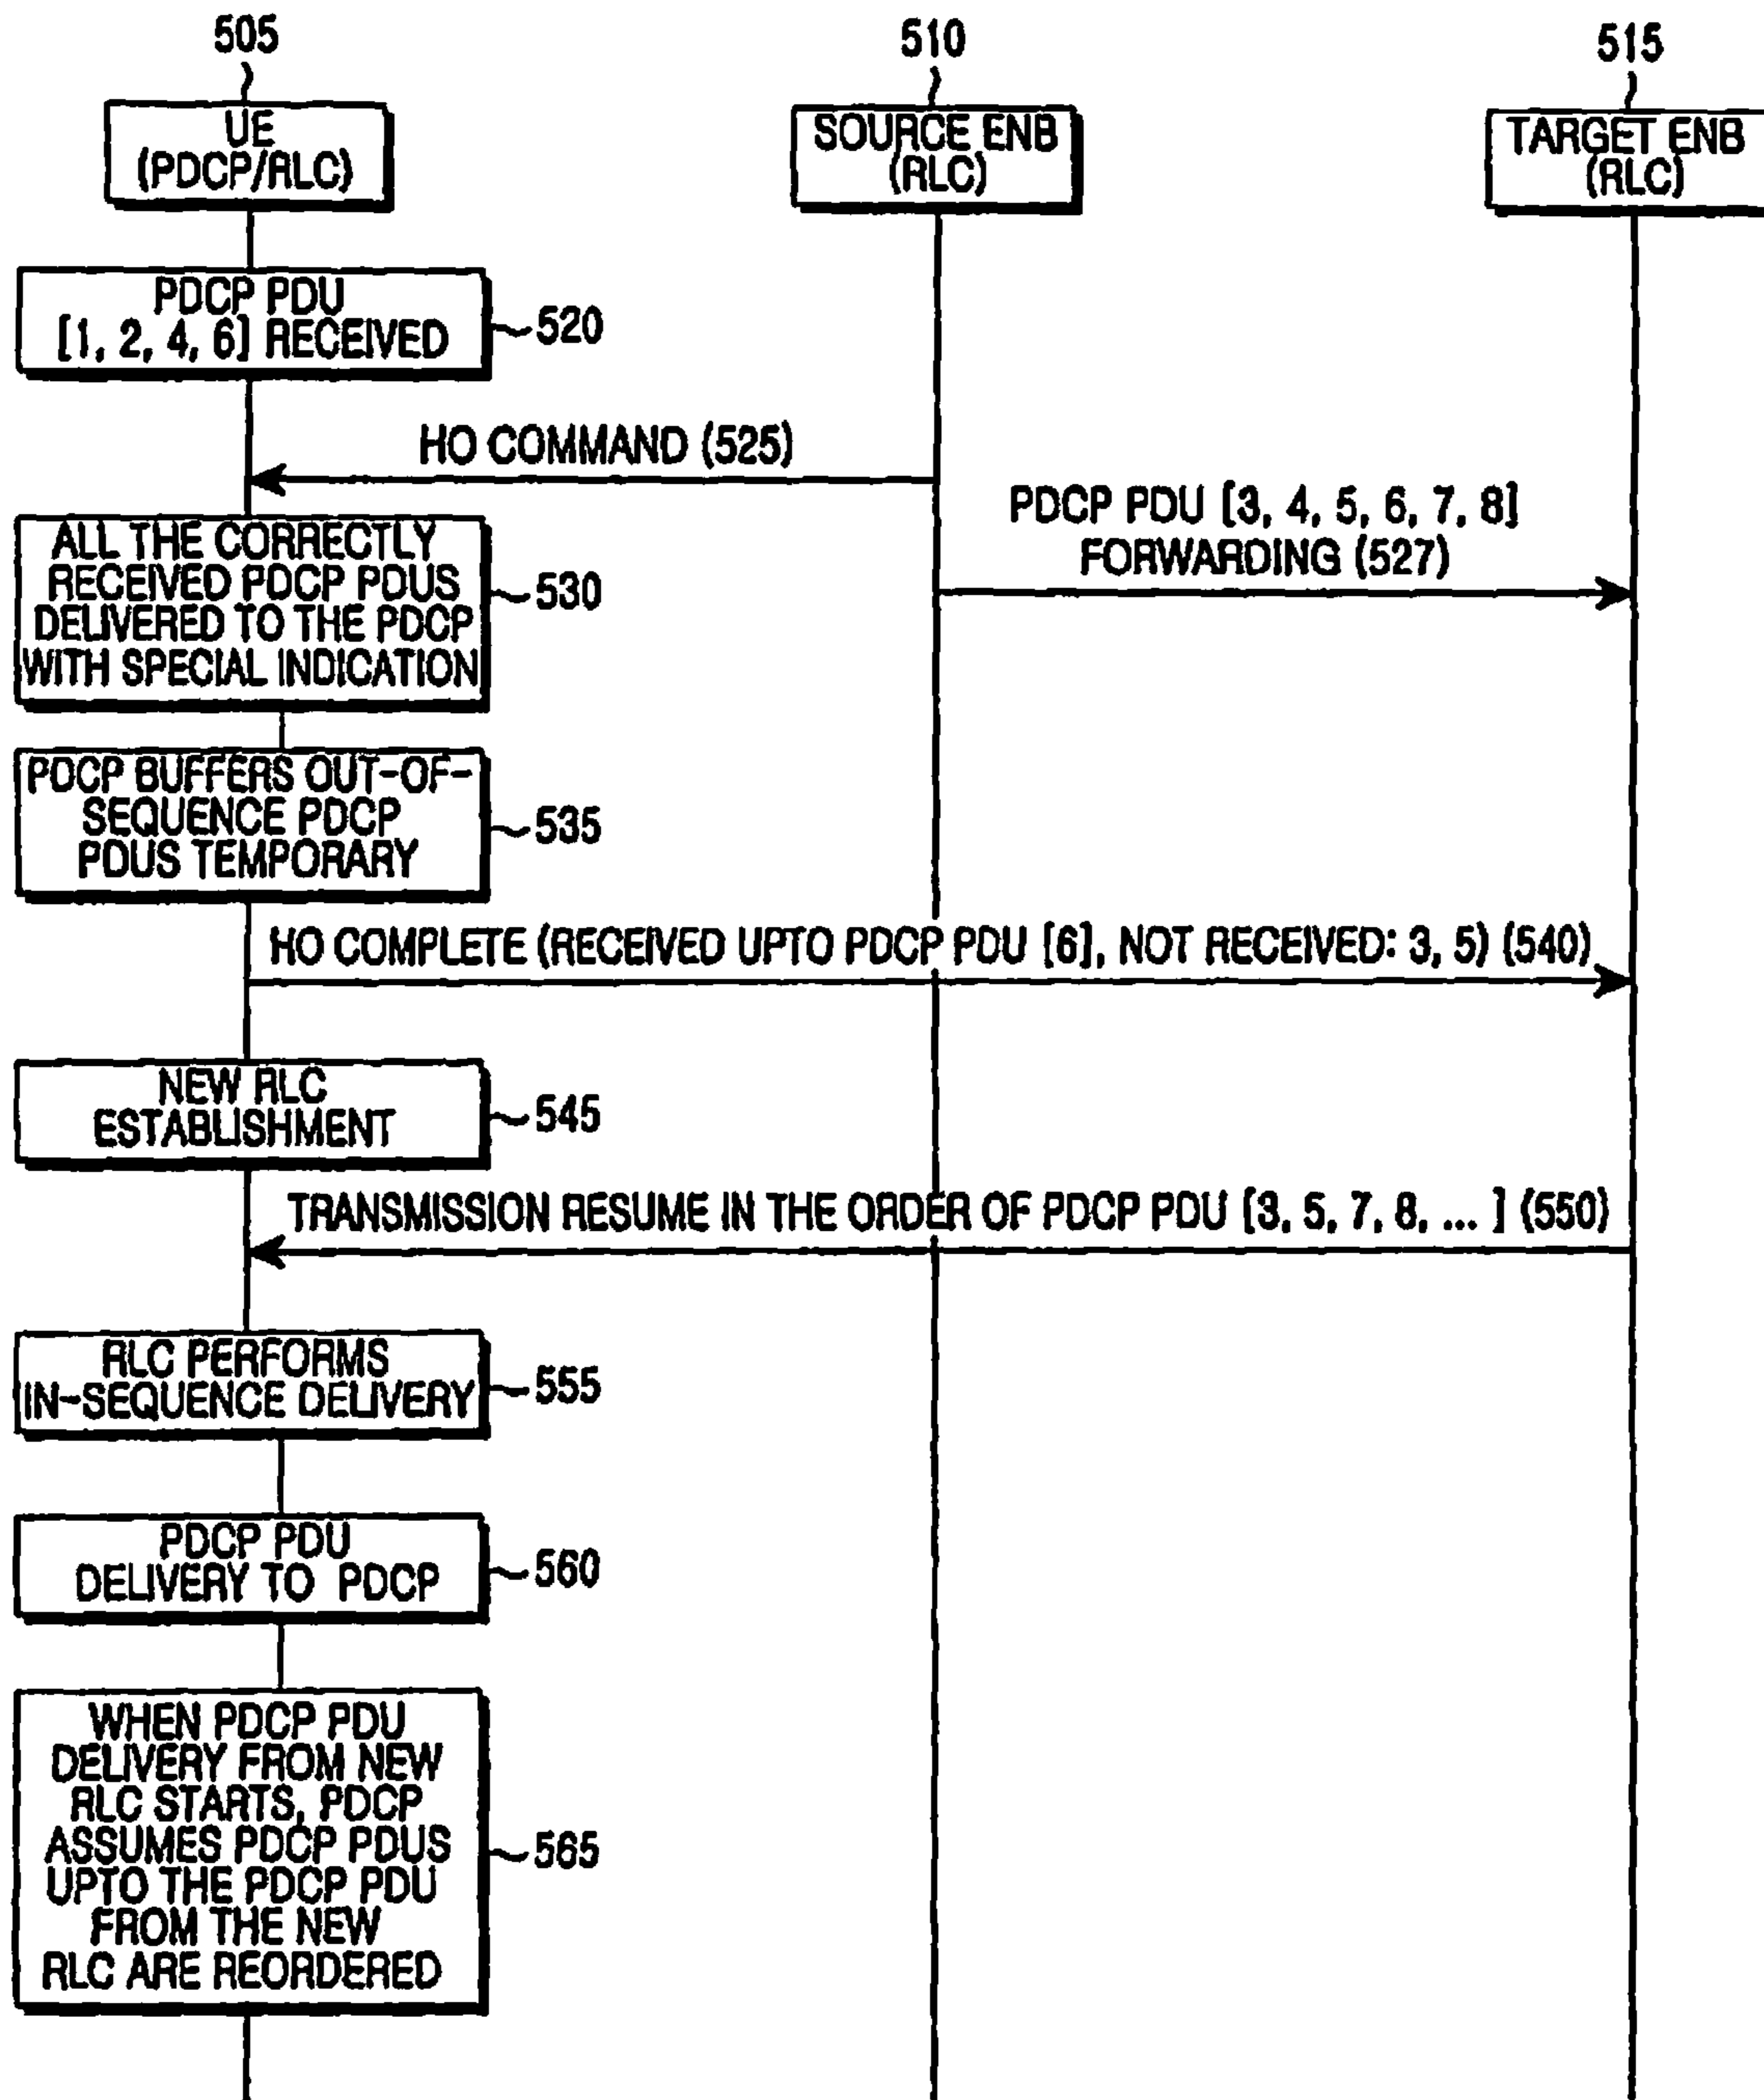 505
510
515
UE
(PDCP/RLC)
SOURCE ENB
(RLC)
TARGET ENB
(RLC)
PDCP PDU
[1, 2, 4, 6] RECEIVED
520
HO COMMAND (525)
PDCP PDU [3, 4, 5, 6, 7, 8]
FORWARDING (527)
ALL THE CORRECTLY
RECEIVED PDCP PDUS
DELIVERED TO THE PDCP
WITH SPECIAL INDICATION
530
PDCP BUFFERS OUT-OF-
SEQUENCE PDCP
PDUS TEMPORARY
535
HO COMPLETE (RECEIVED UPTO PDCP PDU [6], NOT RECEIVED: 3, 5) (540)
NEW RLC
ESTABLISHMENT
545
TRANSMISSION RESUME IN THE ORDER OF PDCP PDU [3, 5, 7, 8, ... ] (550)
RLC PERFORMS
IN-SEQUENCE DELIVERY
555
PDCP PDU
DELIVERY TO PDCP
560
WHEN PDCP PDU
DELIVERY FROM NEW
RLC STARTS, PDCP
ASSUMES PDCP PDUS
UPTO THE PDCP PDU
FROM THE NEW
RLC ARE REORDERED
565